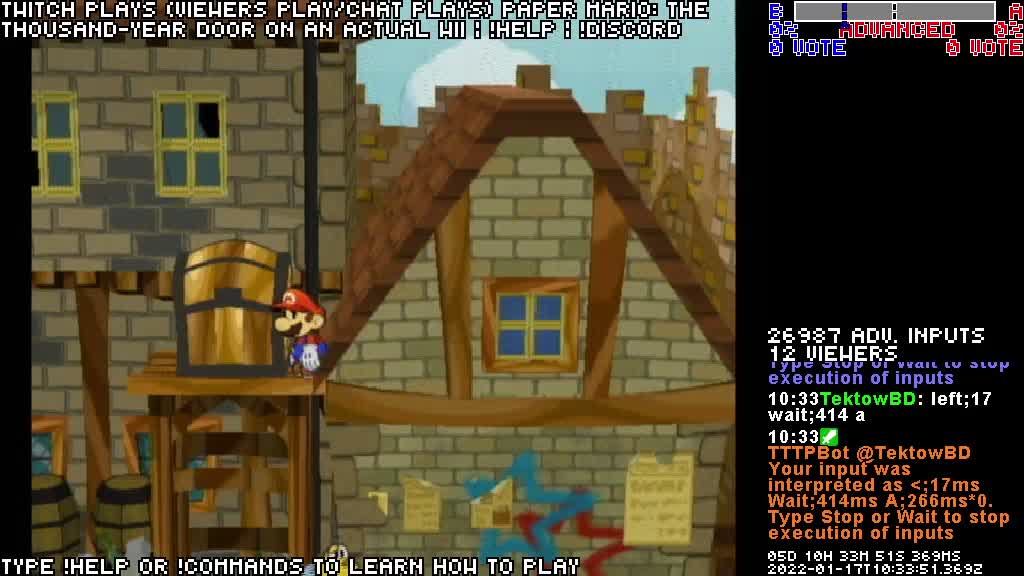 TWITCH PLAYS (VIEWERS PLAY/CHAT PLAYS) PAPER MARIO: THE
THOUSAND-YEAR DOOR ON AN ACTUAL WII | !HELP | !DISCORD
B A
0% ADVANCED 0%
0 VOTE 0 VOTE
26987 ADV. INPUTS
12 VIEWERS
Type Stop or Wait to stop
execution of inputs
10:33TektowBD: left;17
wait;414 a
10:33
TTTPBot @TektowBD
Your input was
interpreted as <;17ms
Wait;414ms A;266ms*0.
Type Stop or Wait to stop
execution of inputs
05D 10H 33M 51S 369MS
2022-01-17T10:33:51.369Z
TYPE !HELP OR !COMMANDS TO LEARN HOW TO PLAY